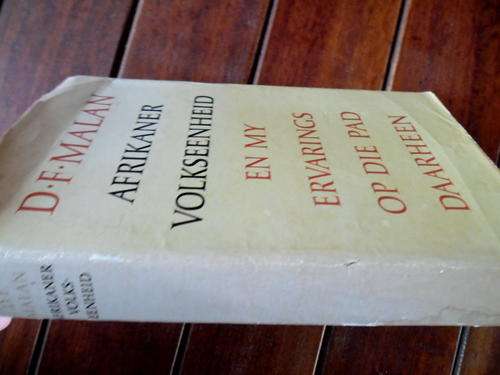 D·F·MALAN
AFRIKANER
VOLKSEENHEID
EN MY
ERVARINGS
OP DIE PAD
DAARHEEN
MALAN
AFRIKANER
VOLKS-
EENHEID